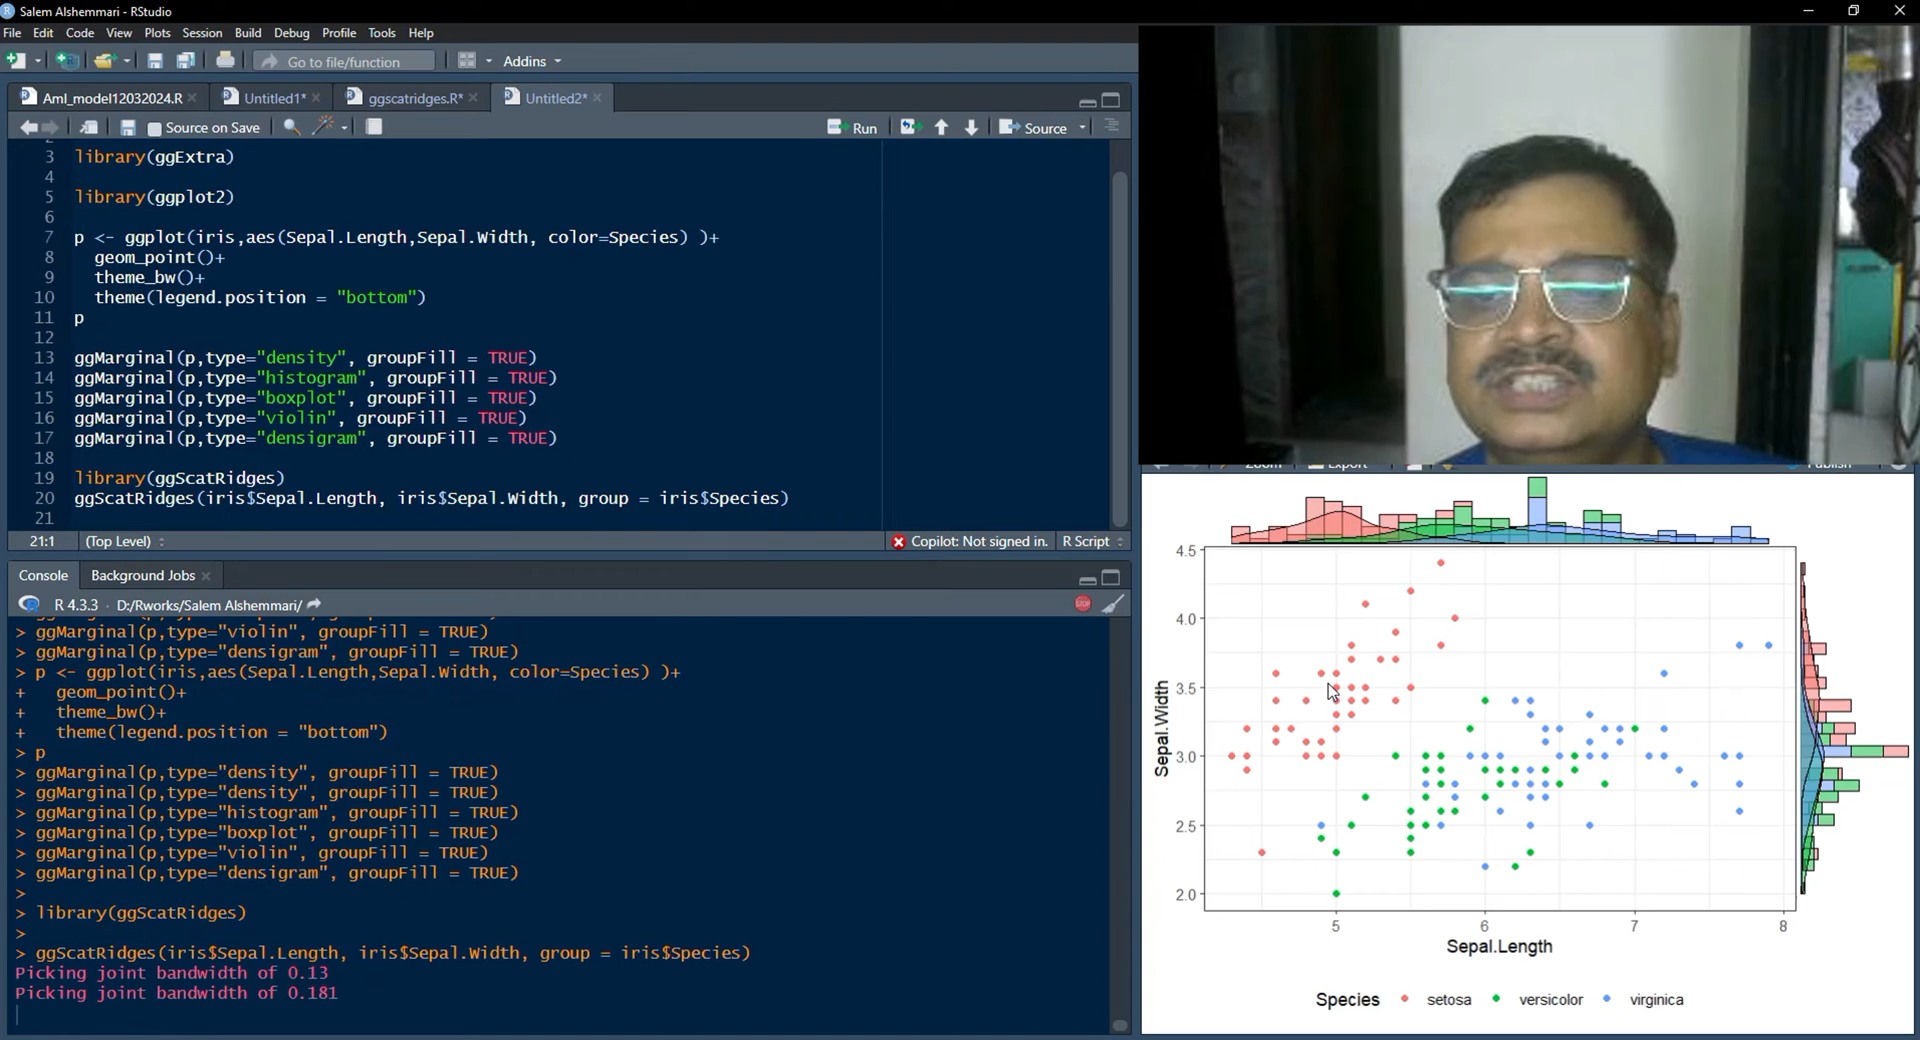 Salem Alshemmari - RStudio
File Edit Code View Plots Session Build Debug Profile Tools Help
Go to file/function
Addins
Aml_model12032024.R
Untitled1*
ggscatridges.R*
Untitled2*
Source on Save
Run
Source
3 library(ggExtra)
4
5 library(ggplot2)
6
7 p <- ggplot(iris,aes(Sepal.Length,Sepal.Width, color=Species) )+
8 geom_point()+
9 theme_bw()+
10 theme(legend.position = "bottom")
11 p
12
13 ggMarginal(p,type="density", groupFill = TRUE)
14 ggMarginal(p,type="histogram", groupFill = TRUE)
15 ggMarginal(p,type="boxplot", groupFill = TRUE)
16 ggMarginal(p,type="violin", groupFill = TRUE)
17 ggMarginal(p,type="densigram", groupFill = TRUE)
18
19 library(ggScatRidges)
20 ggScatRidges(iris$Sepal.Length, iris$Sepal.Width, group = iris$Species)
21
21:1 (Top Level)
Copilot: Not signed in. R Script
Console Background Jobs
R 4.3.3 · D:/Rworks/Salem Alshemmari/
> ggMarginal(p,type="violin", groupFill = TRUE)
> ggMarginal(p,type="densigram", groupFill = TRUE)
> p <- ggplot(iris,aes(Sepal.Length,Sepal.Width, color=Species) )+
+ geom_point()+
+ theme_bw()+
+ theme(legend.position = "bottom")
> p
> ggMarginal(p,type="density", groupFill = TRUE)
> ggMarginal(p,type="density", groupFill = TRUE)
> ggMarginal(p,type="histogram", groupFill = TRUE)
> ggMarginal(p,type="boxplot", groupFill = TRUE)
> ggMarginal(p,type="violin", groupFill = TRUE)
> ggMarginal(p,type="densigram", groupFill = TRUE)
>
> library(ggScatRidges)
>
> ggScatRidges(iris$Sepal.Length, iris$Sepal.Width, group = iris$Species)
Picking joint bandwidth of 0.13
Picking joint bandwidth of 0.181
Zoom Export Publish
4.5
4.0
3.5
3.0
2.5
2.0
Sepal.Width
5 6 7 8
Sepal.Length
Species setosa versicolor virginica